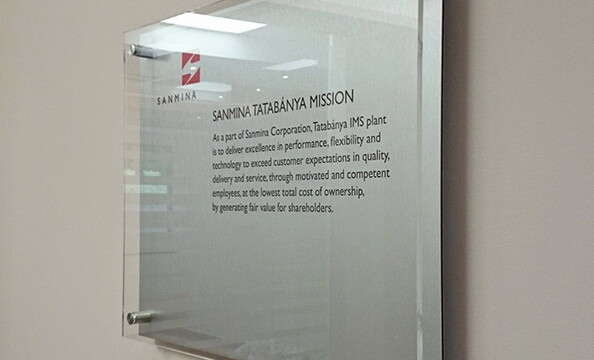 SANMINA
SANMINA TATABÁNYA MISSION
As a part of Sanmina Corporation, Tatabánya IMS plant
is to deliver excellence in performance, flexibility and
technology to exceed customer expectations in quality,
delivery and service, through motivated and competent
employees, at the lowest total cost of ownership,
by generating fair value for shareholders.